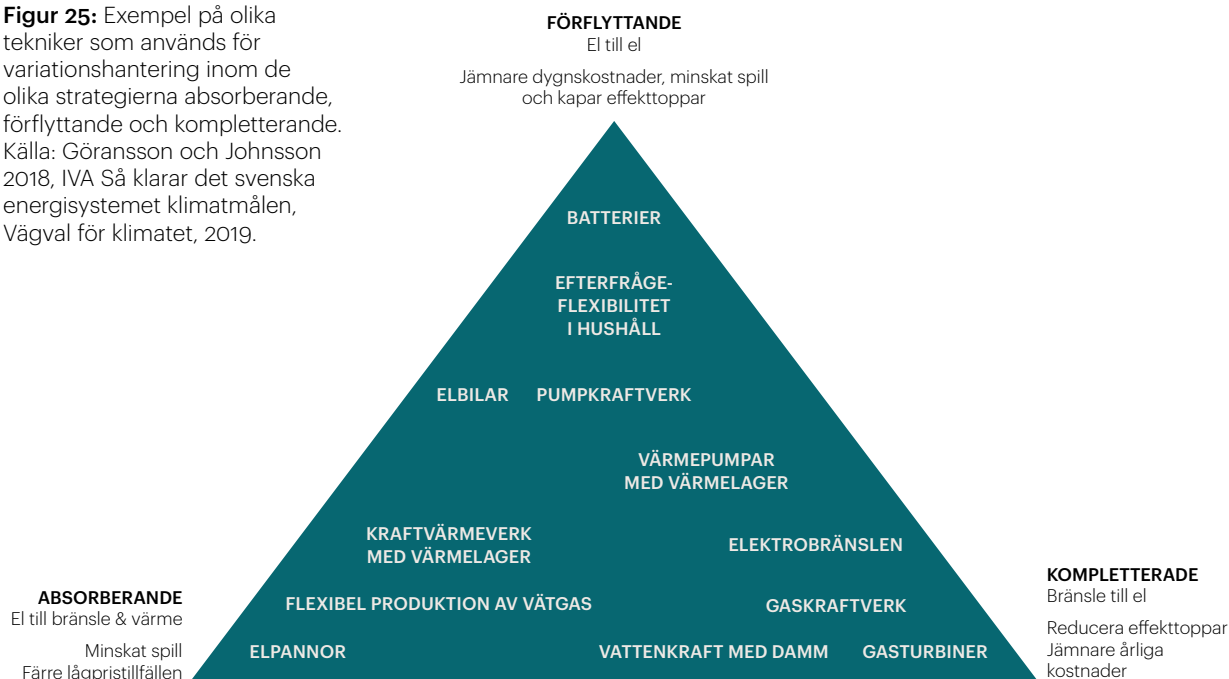 Figur 25: Exempel på olika
tekniker som används för
variationshantering inom de
olika strategierna absorberande,
förflyttande och kompletterande.
Källa: Göransson och Johnsson
2018, IVA Så klarar det svenska
energisystemet klimatmålen,
Vägval för klimatet, 2019.
FÖRFLYTTANDE
El till el
Jämnare dygnskostnader, minskat spill
och kapar effekttoppar
BATTERIER
EFTERFRÅGE-
FLEXIBILITET
I HUSHÅLL
ELBILAR PUMPKRAFTVERK
VÄRMEPUMPAR
MED VÄRMELAGER
KRAFTVÄRMEVERK
MED VÄRMELAGER
ELEKTROBRÄNSLEN
FLEXIBEL PRODUKTION AV VÄTGAS
GASKRAFTVERK
ELPANNOR
VATTENKRAFT MED DAMM
GASTURBINER
ABSORBERANDE
El till bränsle & värme
Minskat spill
Färre lågpristillfällen
KOMPLETTERADE
Bränsle till el
Reducera effekttoppar
Jämnare årliga
kostnader